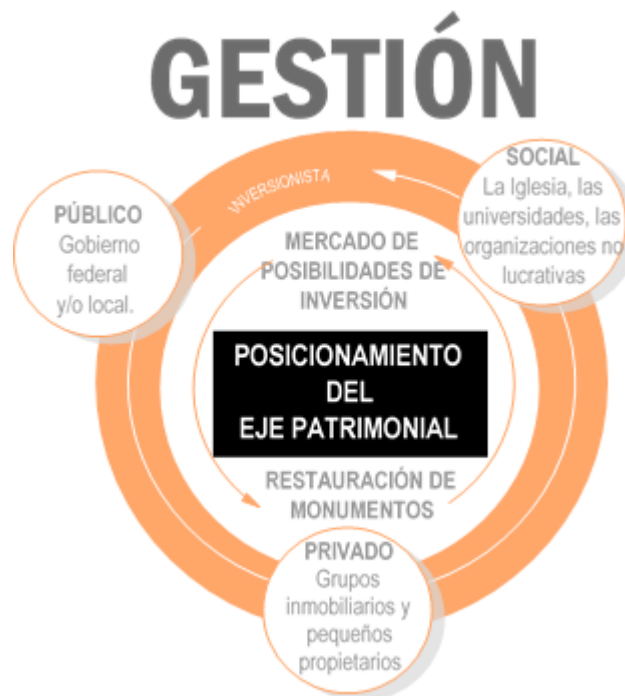 GESTIÓN
SOCIAL
La Iglesia, las
universidades, las
organizaciones no
lucrativas
INVERSIONISTA
PÚBLICO
Gobierno
federal
y/o local.
MERCADO DE
POSIBILIDADES DE
INVERSIÓN
POSICIONAMIENTO
DEL
EJE PATRIMONIAL
RESTAURACIÓN DE
MONUMENTOS
PRIVADO
Grupos
inmobiliarios y
pequeños
propietarios